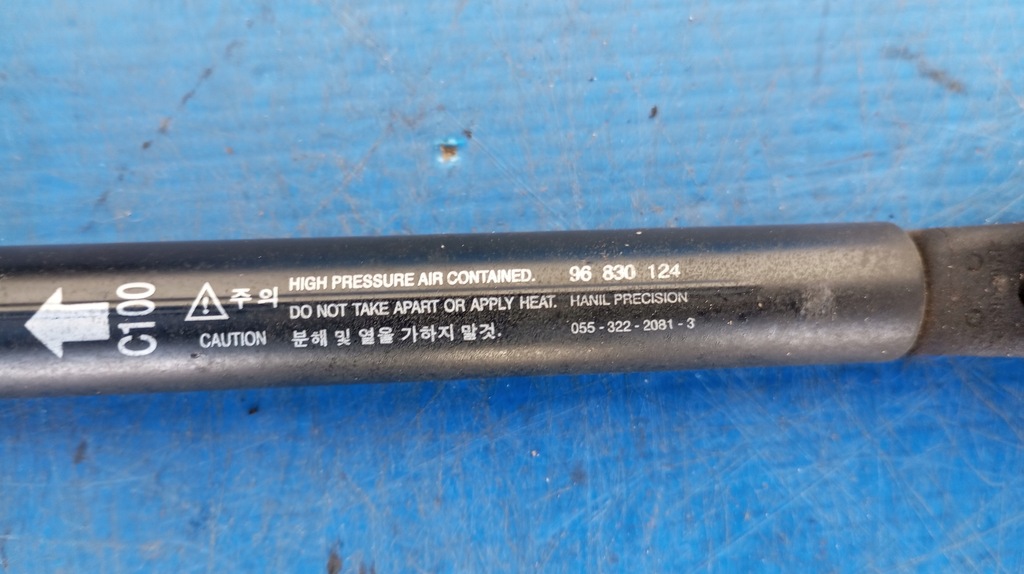 C100
주의
CAUTION
HIGH PRESSURE AIR CONTAINED.
DO NOT TAKE APART OR APPLY HEAT.
분해 및 열을 가하지 말것.
96 830 124
HANIL PRECISION
055-322-2081-3